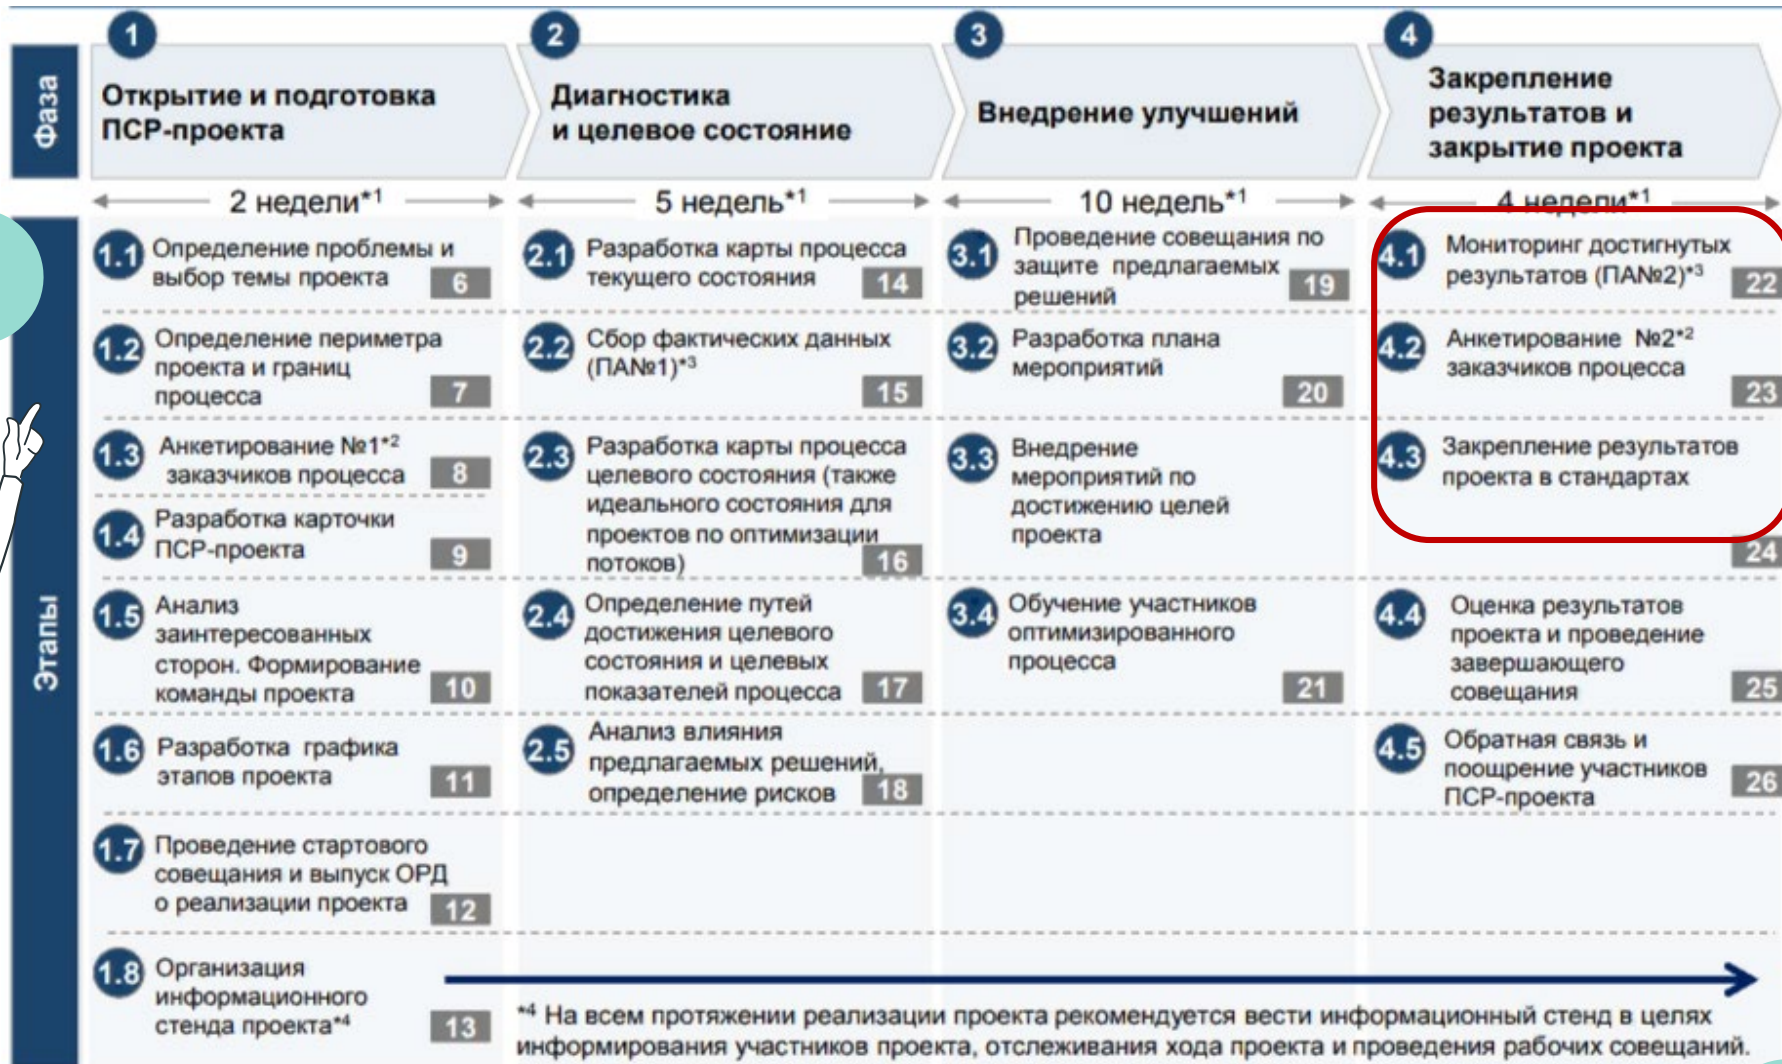 Фаза
1
Открытие и подготовка
ПСР-проекта
2
Диагностика
и целевое состояние
3
Внедрение улучшений
4
Закрепление
результатов и
закрытие проекта
2 недели*1
5 недель*1
10 недель*1
4 недели*1
Этапы
1.1
Определение проблемы и
выбор темы проекта
6
1.2
Определение периметра
проекта и границ
процесса
7
1.3
Анкетирование №1*2
заказчиков процесса
8
1.4
Разработка карточки
ПСР-проекта
9
1.5
Анализ
заинтересованных
сторон. Формирование
команды проекта
10
1.6
Разработка графика
этапов проекта
11
1.7
Проведение стартового
совещания и выпуск ОРД
о реализации проекта
12
1.8
Организация
информационного
стенда проекта*4
13
2.1
Разработка карты процесса
текущего состояния
14
2.2
Сбор фактических данных
(ПА№1)*3
15
2.3
Разработка карты процесса
целевого состояния (также
идеального состояния для
проектов по оптимизации
потоков)
16
2.4
Определение путей
достижения целевого
состояния и целевых
показателей процесса
17
2.5
Анализ влияния
предлагаемых решений,
определение рисков
18
3.1
Проведение совещания по
защите предлагаемых
решений
19
3.2
Разработка плана
мероприятий
20
3.3
Внедрение
мероприятий по
достижению целей
проекта
3.4
Обучение участников
оптимизированного
процесса
21
4.1
Мониторинг достигнутых
результатов (ПА№2)*3
22
4.2
Анкетирование №2*2
заказчиков процесса
23
4.3
Закрепление результатов
проекта в стандартах
24
4.4
Оценка результатов
проекта и проведение
завершающего
совещания
25
4.5
Обратная связь и
поощрение участников
ПСР-проекта
26
*4 На всем протяжении реализации проекта рекомендуется вести информационный стенд в целях
информирования участников проекта, отслеживания хода проекта и проведения рабочих совещаний.